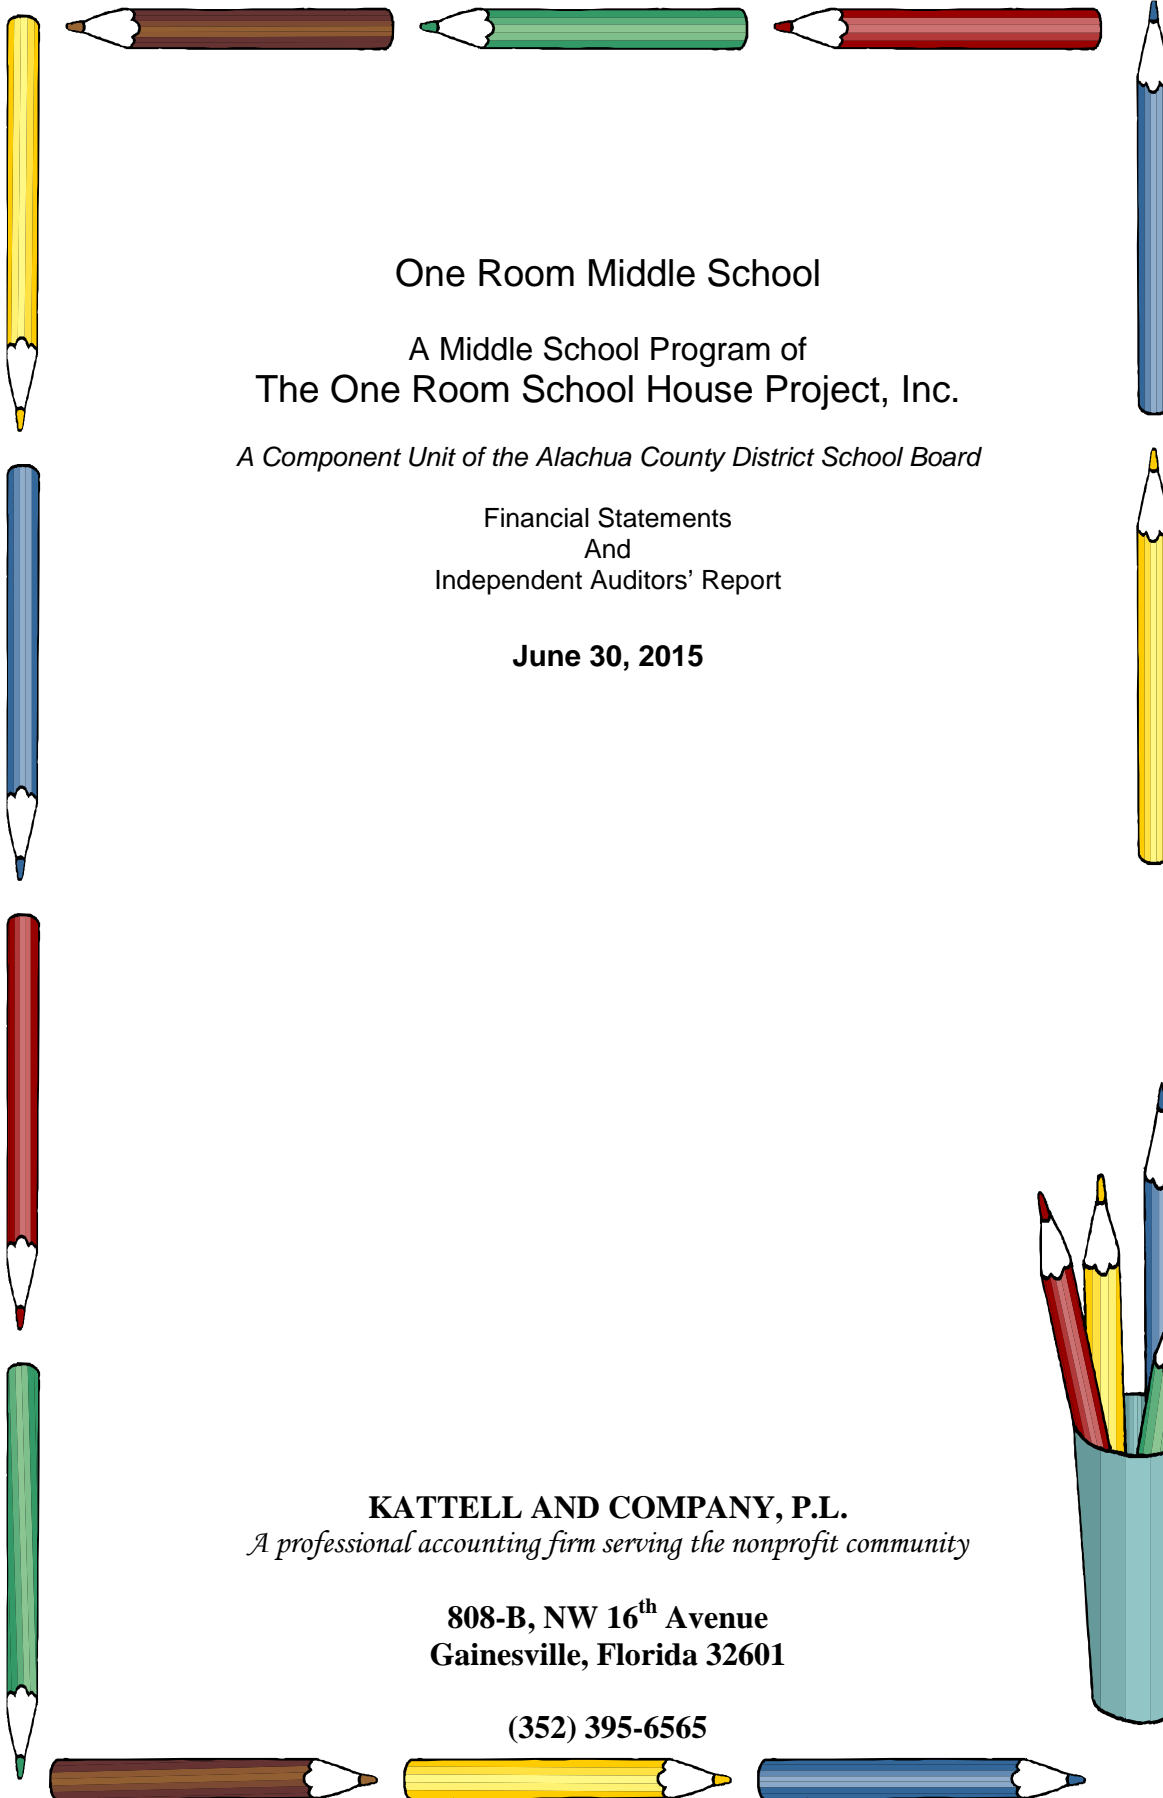 One Room Middle School
A Middle School Program of
The One Room School House Project, Inc.
A Component Unit of the Alachua County District School Board
Financial Statements
And
Independent Auditors’ Report
June 30, 2015
KATTELL AND COMPANY, P.L.
A professional accounting firm serving the nonprofit community
808-B, NW 16th Avenue
Gainesville, Florida 32601
(352) 395-6565